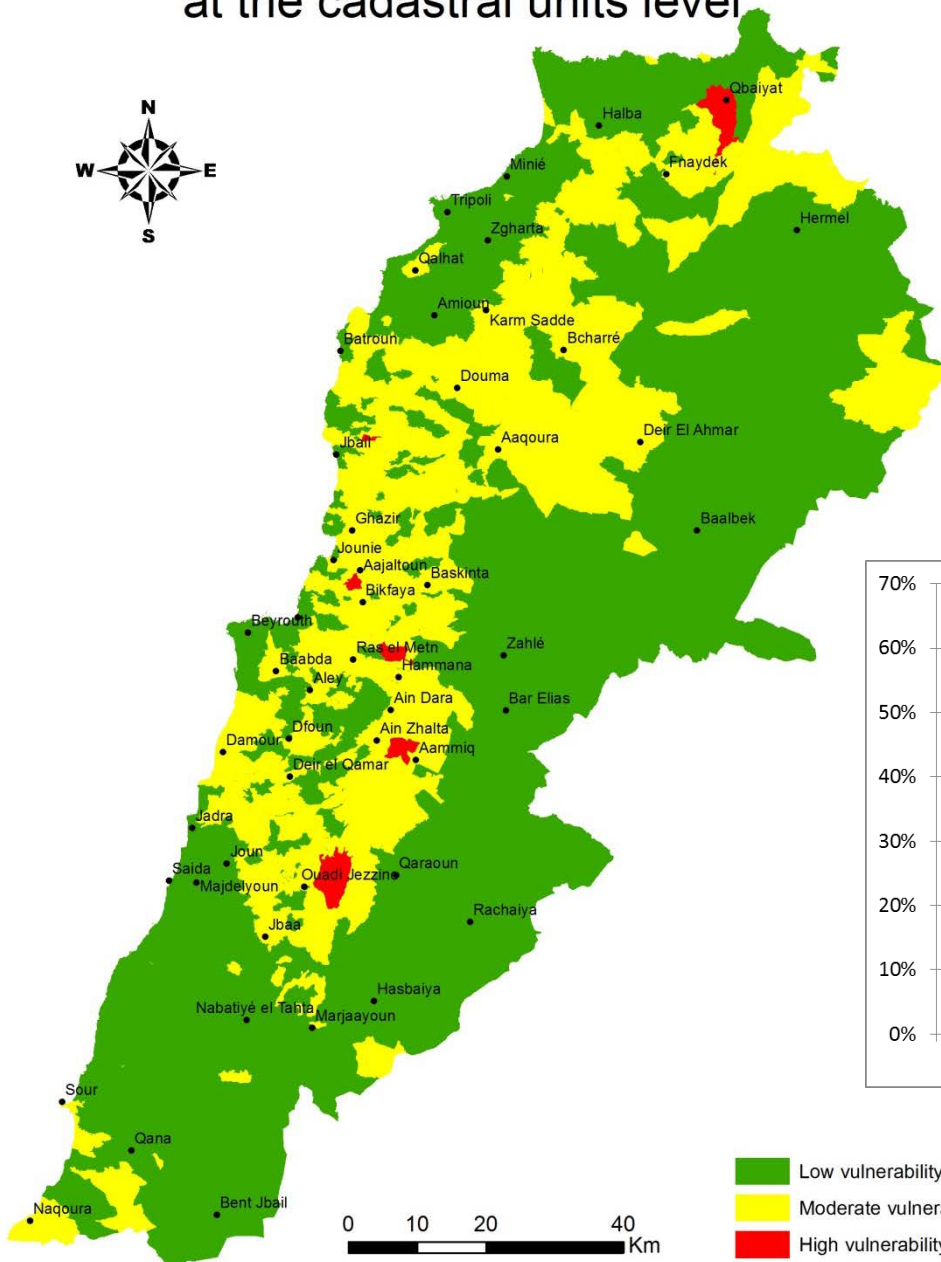 at the cadastral units level
N
W E
S
Qbaiyat
Halba
Fnaydek
Minié
Tripoli
Hermel
Zgharta
Qalhat
Amioun
Karm Sadde
Batroun
Bcharré
Douma
Aaqoura
Deir El Ahmar
Jbail
Baalbek
Ghazir
Jounie
Aajaltoun
Baskinta
Bikfaya
Beyrouth
Ras el Metn
Zahlé
Baabda
Hammana
Aley
Ain Dara
Bar Elias
Dfoun
Ain Zhalta
Damour
Aammiq
Deir el Qamar
Jadra
Joun
Saida
Ouadi Jezzine
Qaraoun
Majdelyoun
Rachaiya
Jbaa
Hasbaiya
Nabatiyé el Tahta
Marjaayoun
Sour
Qana
Naqoura
Bent Jbail
70%
60%
50%
40%
30%
20%
10%
0%
0 10 20 40
Km
Low vulnerability
Moderate vulner
High vulnerability